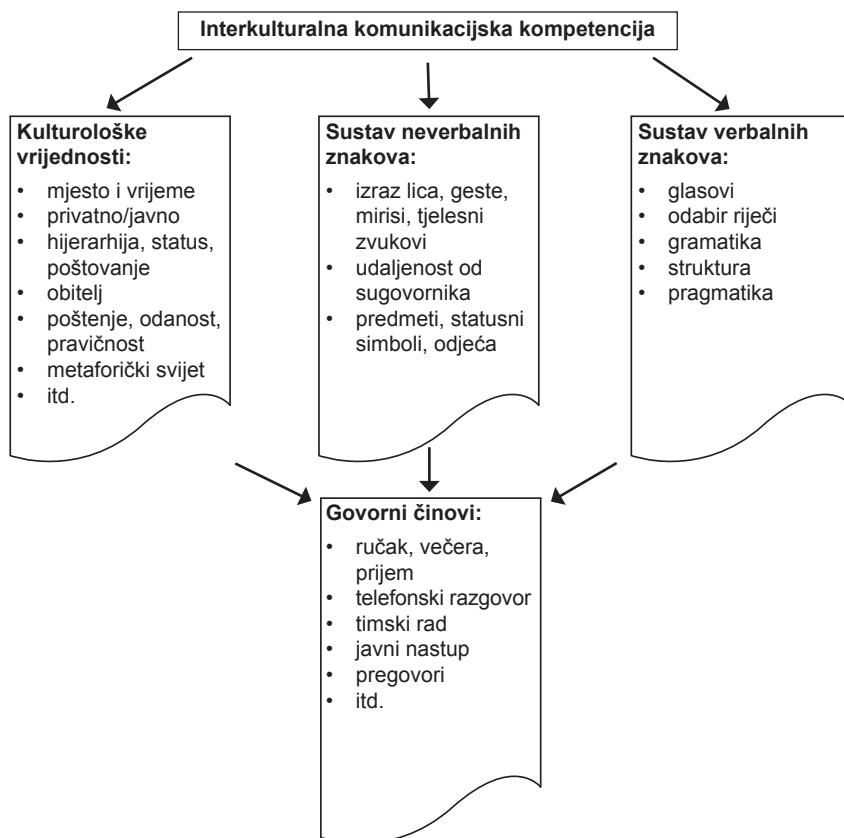 Interkulturalna komunikacijska kompetencija
Kulturološke
vrijednosti:
• mjesto i vrijeme
• privatno/javno
• hijerarhija, status,
poštovanje
• obitelj
• poštenje, odanost,
pravičnost
• metaforički svijet
• itd.
Sustav neverbalnih
znakova:
• izraz lica, geste,
mirisi, tjelesni
zvukovi
• udaljenost od
sugovornika
• predmeti, statusni
simboli, odjeća
Sustav verbalnih
znakova:
• glasovi
• odabir riječi
• gramatika
• struktura
• pragmatika
Govorni činovi:
• ručak, večera,
prijem
• telefonski razgovor
• timski rad
• javni nastup
• pregovori
• itd.